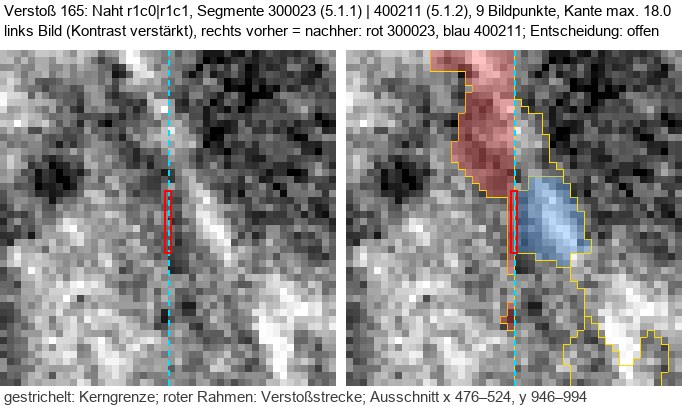 Verstoß 165: Naht r1c0|r1c1, Segmente 300023 (5.1.1) | 400211 (5.1.2), 9 Bildpunkte, Kante max. 18.0
links Bild (Kontrast verstärkt), rechts vorher = nachher: rot 300023, blau 400211; Entscheidung: offen
gestrichelt: Kerngrenze; roter Rahmen: Verstoßstrecke; Ausschnitt x 476–524, y 946–994